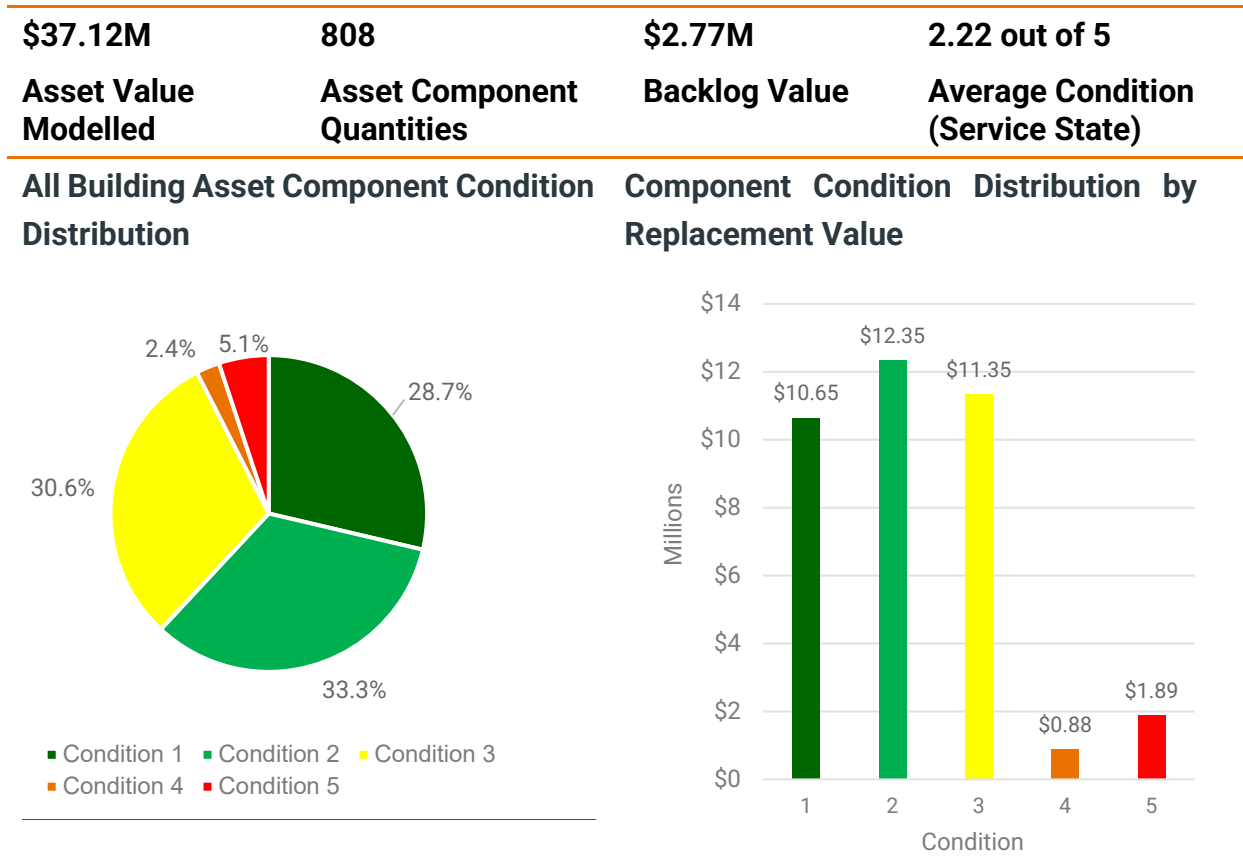 $37.12M
808
$2.77M
2.22 out of 5
Asset Value
Modelled
Asset Component
Quantities
Backlog Value
Average Condition
(Service State)
All Building Asset Component Condition
Distribution
2.4%
5.1%
28.7%
30.6%
33.3%
Condition 1
Condition 2
Condition 3
Condition 4
Condition 5
Component Condition Distribution by
Replacement Value
$14
$12
$10
$8
$6
$4
$2
$0
Millions
$10.65
$12.35
$11.35
$0.88
$1.89
1
2
3
4
5
Condition